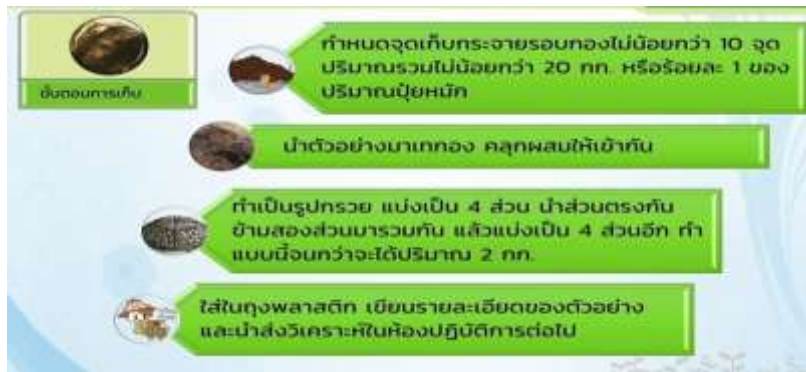 ขั้นตอนการเก็บ
กำหนดจุดเก็บกระจายรอบกองไม่น้อยกว่า 10 จุด
ปริมาณรวมไม่น้อยกว่า 20 กก. หรือร้อยละ 1 ของ
ปริมาณปุ๋ยหมัก
นำตัวอย่างมาเทกอง คลุกผสมให้เข้ากัน
ทำเป็นรูปกรวย แบ่งเป็น 4 ส่วน นำส่วนตรงกัน
ข้ามสองส่วนมารวมกัน แล้วแบ่งเป็น 4 ส่วนอีก ทำ
แบบนี้จนกว่าจะได้ปริมาณ 2 กก.
ใส่ในถุงพลาสติก เขียนรายละเอียดของตัวอย่าง
และนำส่งวิเคราะห์ในห้องปฏิบัติการต่อไป